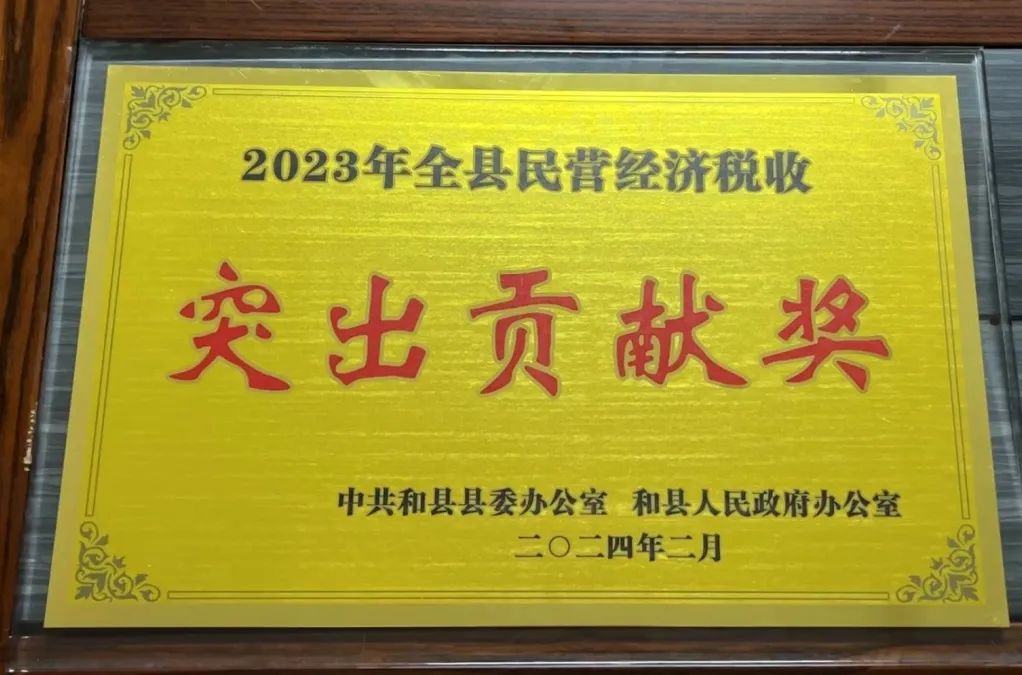 2023年全县民营经济税收
突出贡献奖
中共和县县委办公室 和县人民政府办公室
二〇二四年二月